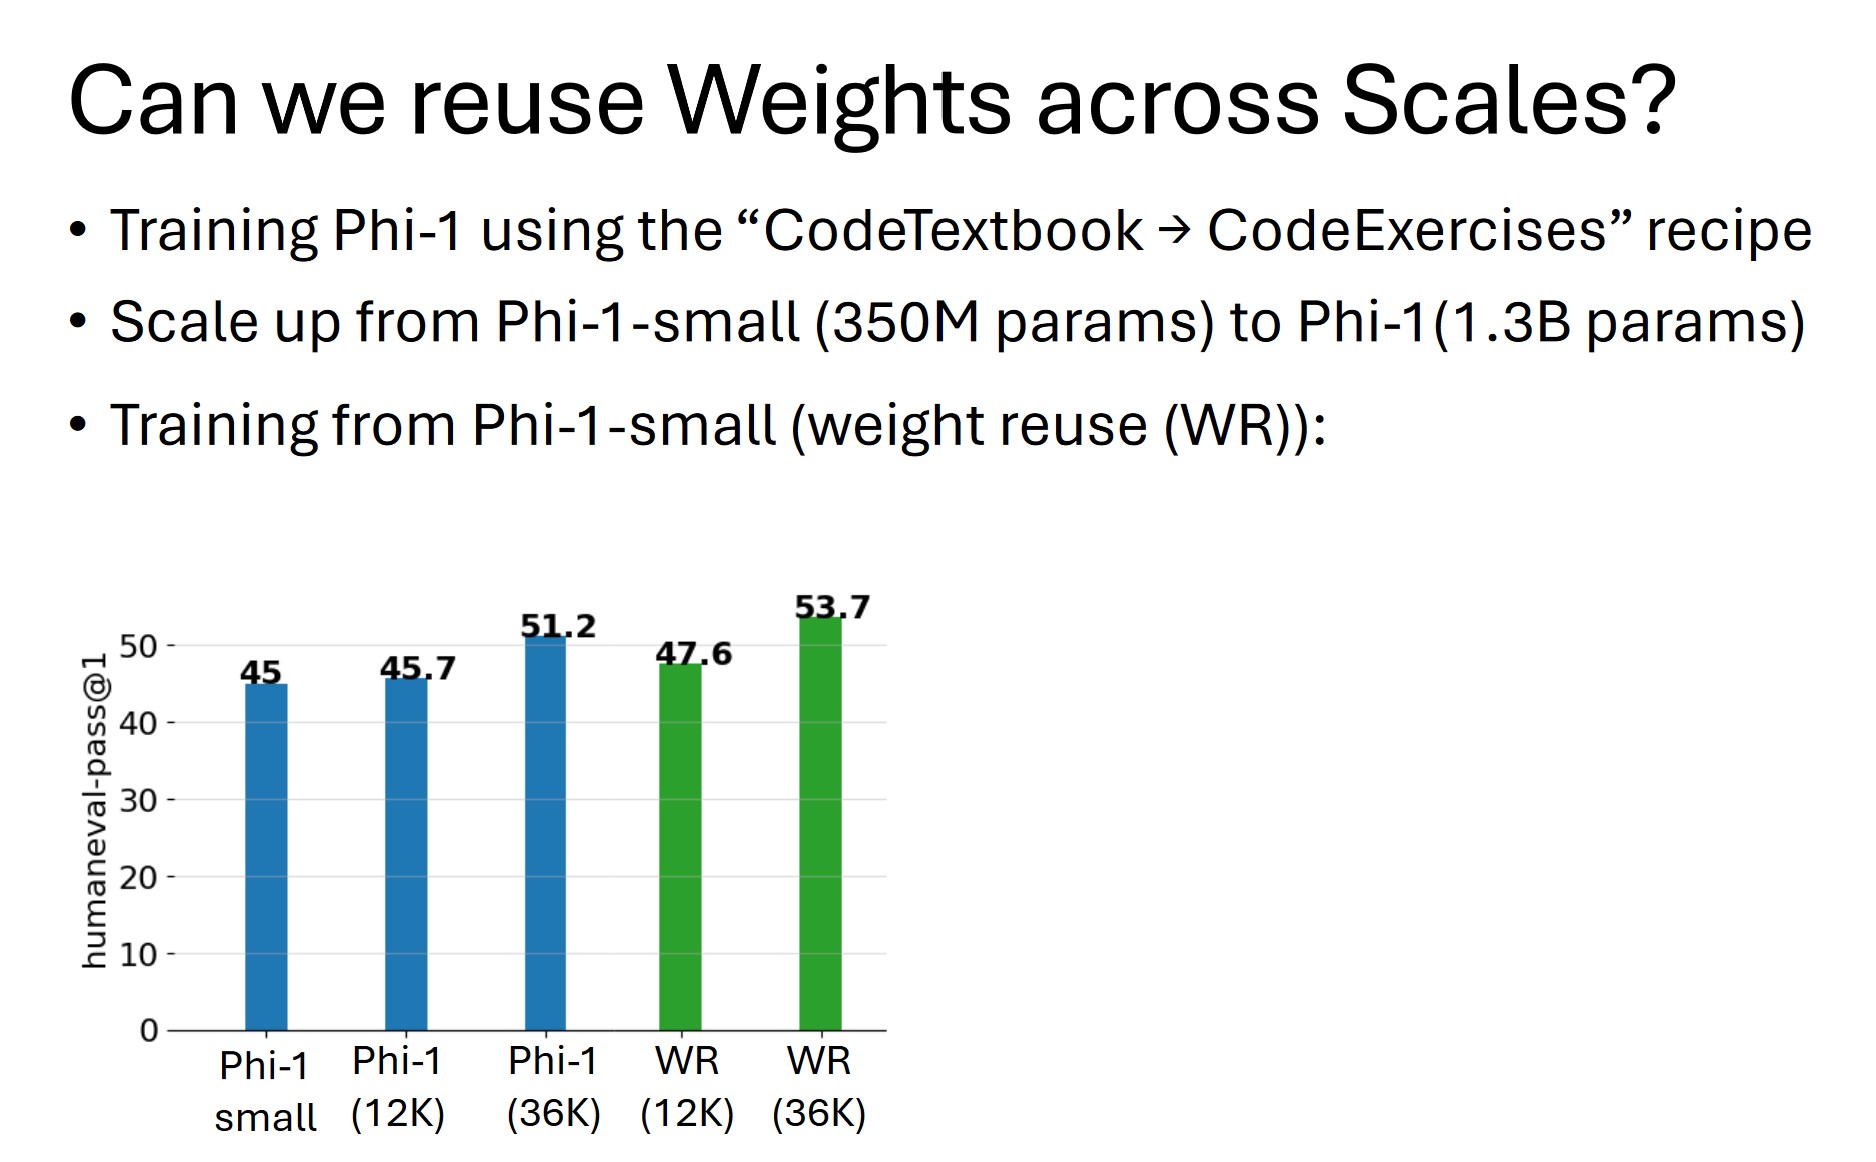 Can we reuse Weights across Scales?
• Training Phi-1 using the “CodeTextbook → CodeExercises” recipe
• Scale up from Phi-1-small (350M params) to Phi-1(1.3B params)
• Training from Phi-1-small (weight reuse (WR)):
humaneval-pass@1
50
40
30
20
10
0
45
45.7
51.2
47.6
53.7
Phi-1
small
Phi-1
(12K)
Phi-1
(36K)
WR
(12K)
WR
(36K)